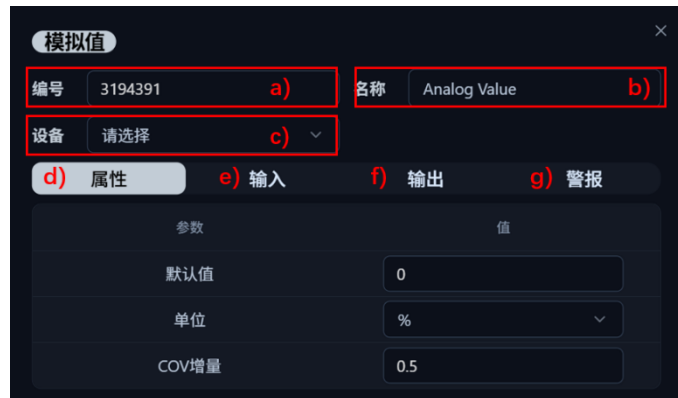 模拟值
编号 3194391 a) 名称 Analog Value b)
设备 请选择 c)
d) 属性 e) 输入 f) 输出 g) 警报
参数 值
默认值 0
单位 %
COV增量 0.5